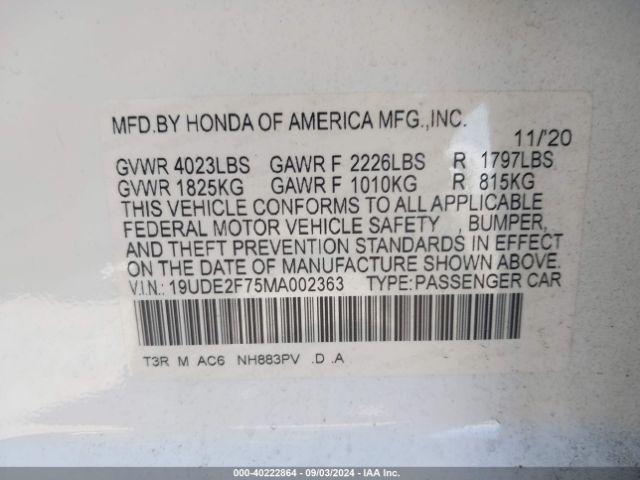 MFD.BY HONDA OF AMERICA MFG.,INC.
11/'20
GVWR 4023LBS GAWR F 2226LBS R 1797LBS
GVWR 1825KG GAWR F 1010KG R 815KG
THIS VEHICLE CONFORMS TO ALL APPLICABLE
FEDERAL MOTOR VEHICLE SAFETY , BUMPER,
AND THEFT PREVENTION STANDARDS IN EFFECT
ON THE DATE OF MANUFACTURE SHOWN ABOVE.
V.I.N.: 19UDE2F75MA002363 TYPE:PASSENGER CAR
T3R M AC6 NH883PV .D .A
000-40222864 - 09/03/2024 - IAA Inc.